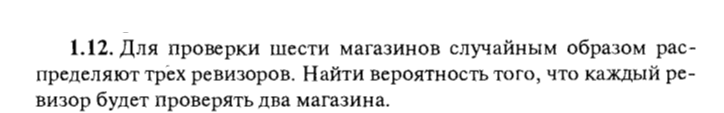 1.12. Для проверки шести магазинов случайным образом рас-
пределяют трех ревизоров. Найти вероятность того, что каждый ре-
визор будет проверять два магазина.